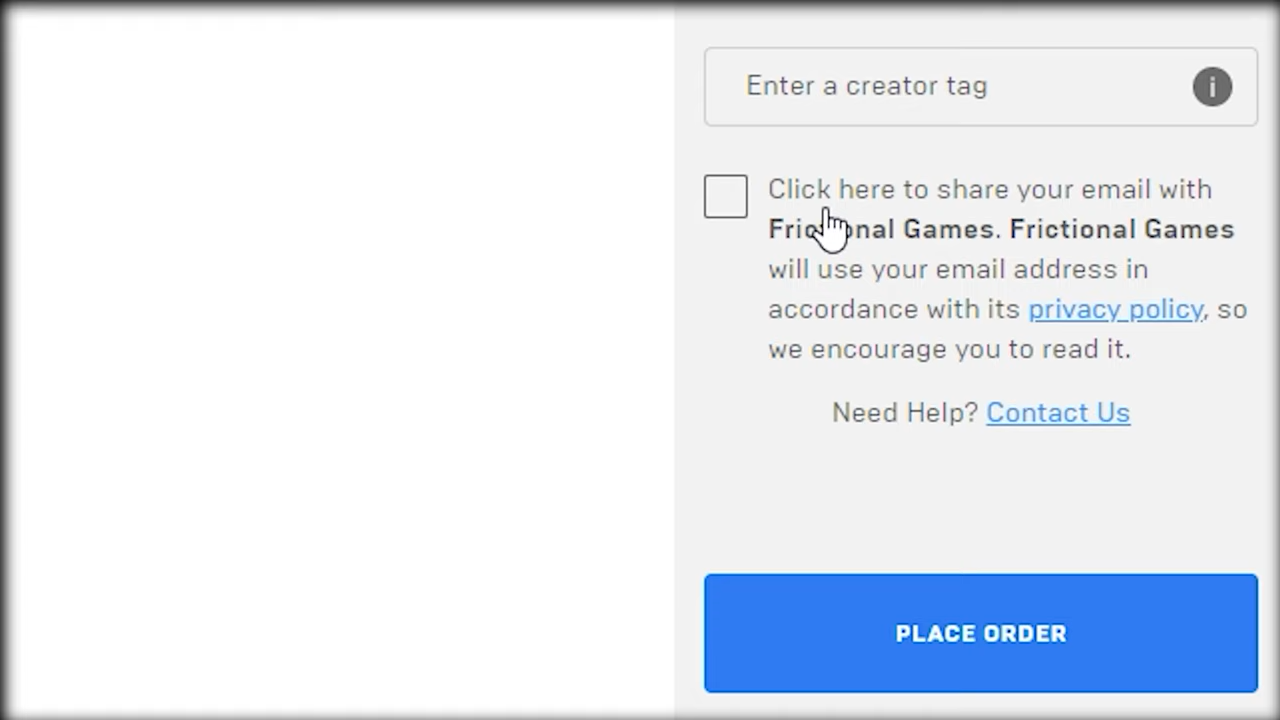 Enter a creator tag
i
Click here to share your email with
Frictional Games. Frictional Games
will use your email address in
accordance with its privacy policy, so
we encourage you to read it.
Need Help? Contact Us
PLACE ORDER